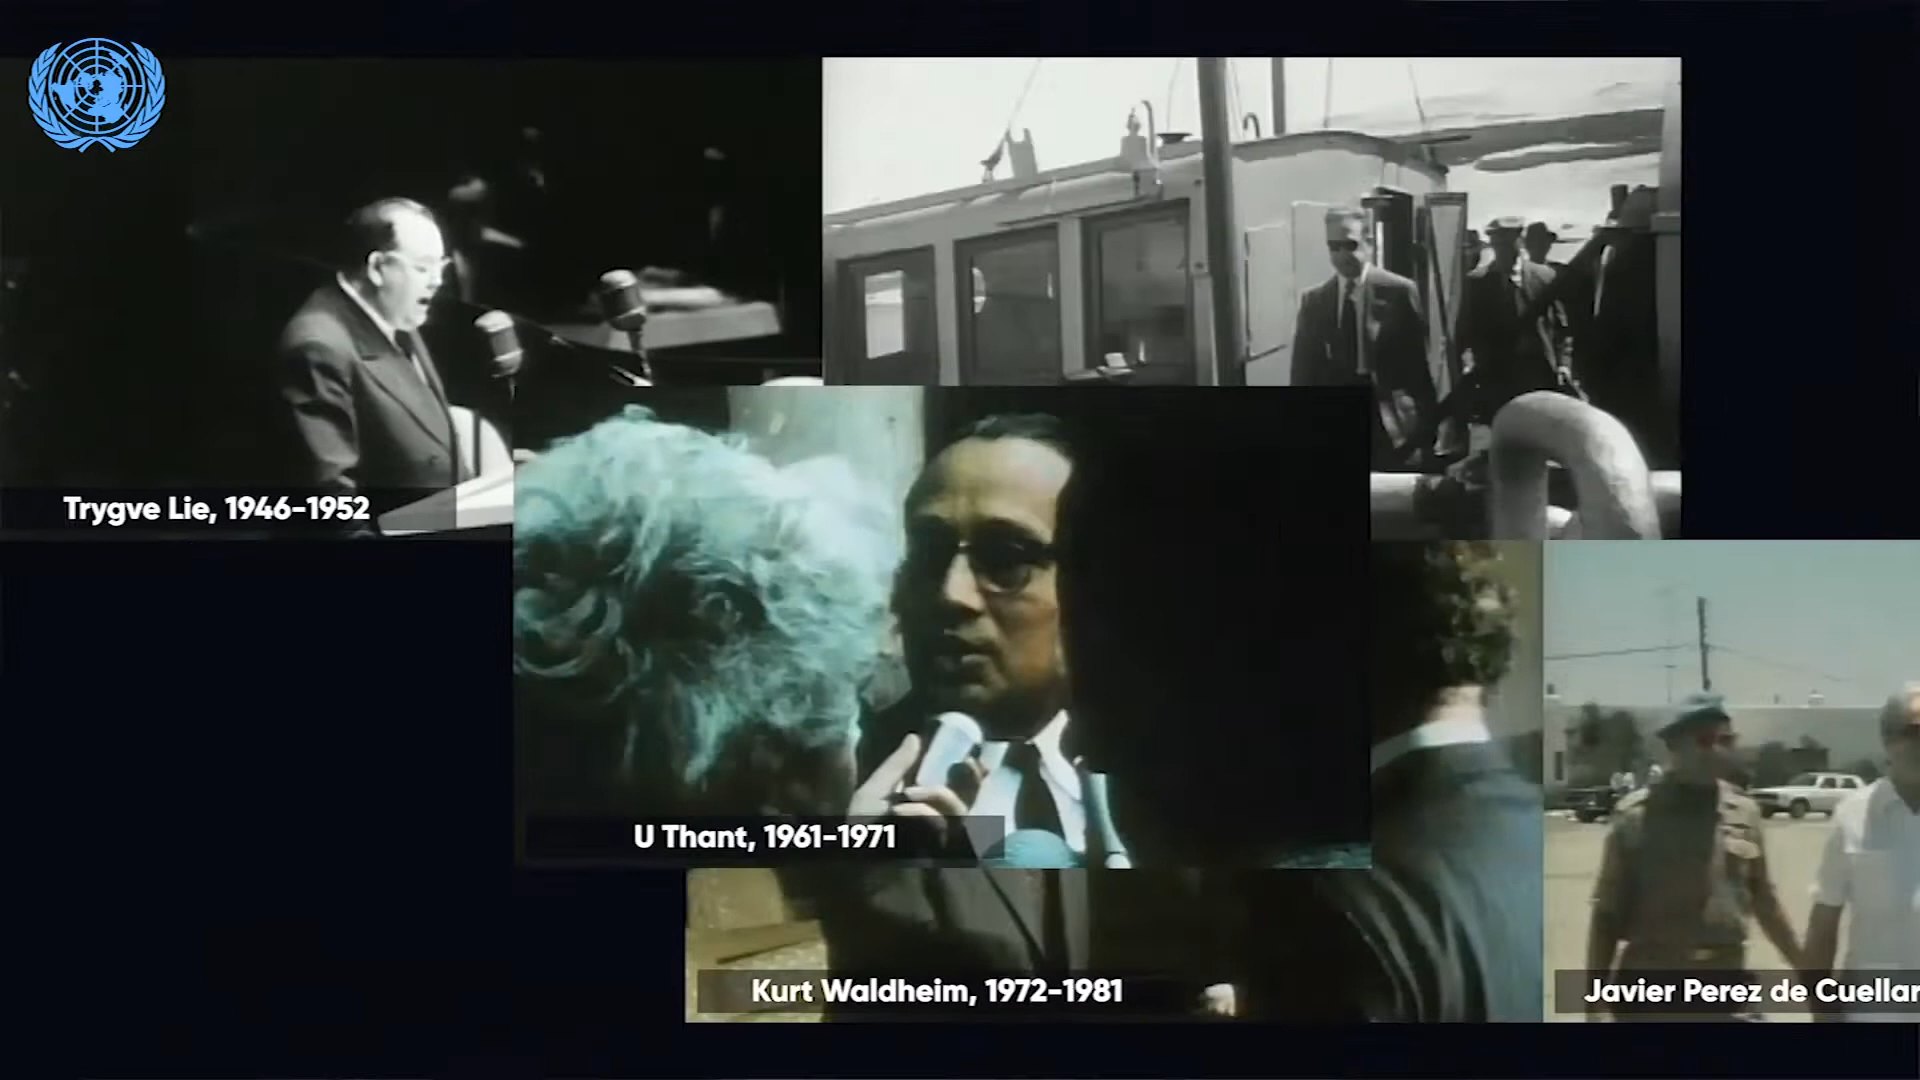 Trygve Lie, 1946-1952
U Thant, 1961-1971
Kurt Waldheim, 1972-1981
Javier Perez de Cuellar